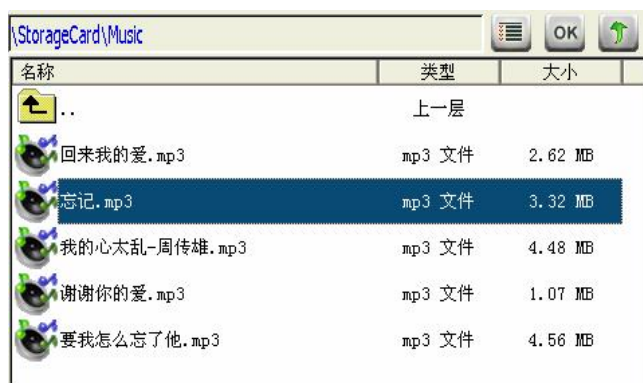 \StorageCard\Music OK
名称 类型 大小
.. 上一层
回来我的爱.mp3 mp3 文件 2.62 MB
忘记.mp3 mp3 文件 3.32 MB
我的心太乱-周传雄.mp3 mp3 文件 4.48 MB
谢谢你的爱.mp3 mp3 文件 1.07 MB
要我怎么忘了他.mp3 mp3 文件 4.56 MB